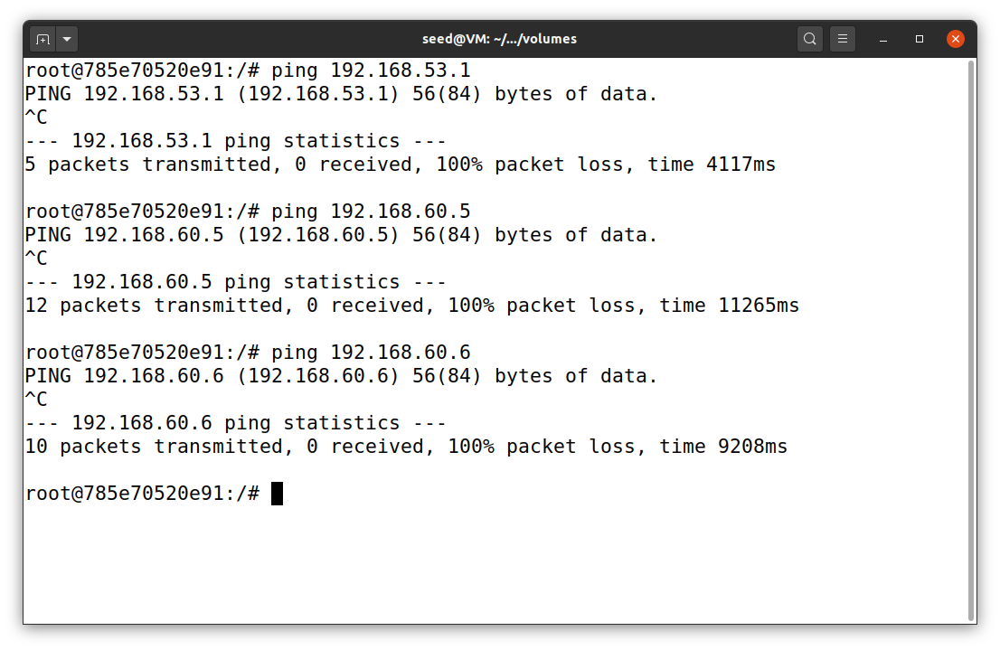 seed@VM: ~/.../volumes
root@785e70520e91:/# ping 192.168.53.1
PING 192.168.53.1 (192.168.53.1) 56(84) bytes of data.
^C
--- 192.168.53.1 ping statistics ---
5 packets transmitted, 0 received, 100% packet loss, time 4117ms
root@785e70520e91:/# ping 192.168.60.5
PING 192.168.60.5 (192.168.60.5) 56(84) bytes of data.
^C
--- 192.168.60.5 ping statistics ---
12 packets transmitted, 0 received, 100% packet loss, time 11265ms
root@785e70520e91:/# ping 192.168.60.6
PING 192.168.60.6 (192.168.60.6) 56(84) bytes of data.
^C
--- 192.168.60.6 ping statistics ---
10 packets transmitted, 0 received, 100% packet loss, time 9208ms
root@785e70520e91:/#